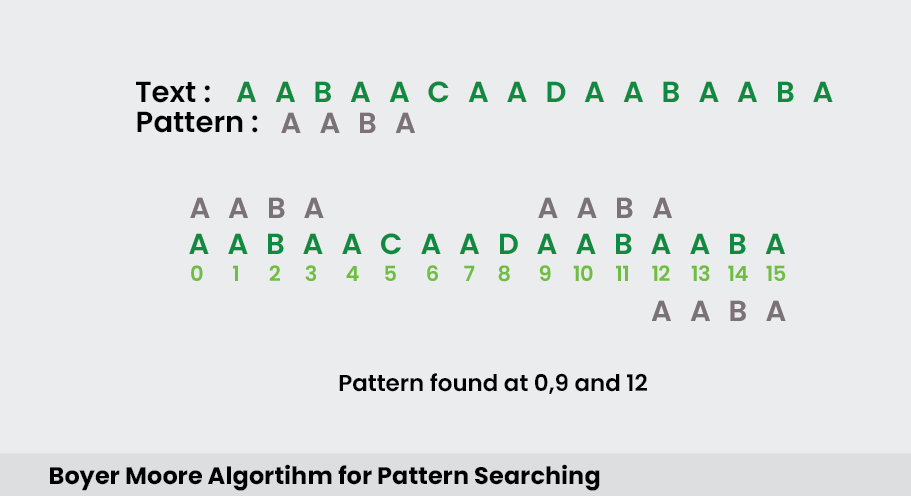 Text : A A B A A C A A D A A B A A B A
Pattern : A A B A
A A B A A A B A
A A B A A C A A D A A B A A B A
0 1 2 3 4 5 6 7 8 9 10 11 12 13 14 15
A A B A
Pattern found at 0,9 and 12
Boyer Moore Algortihm for Pattern Searching